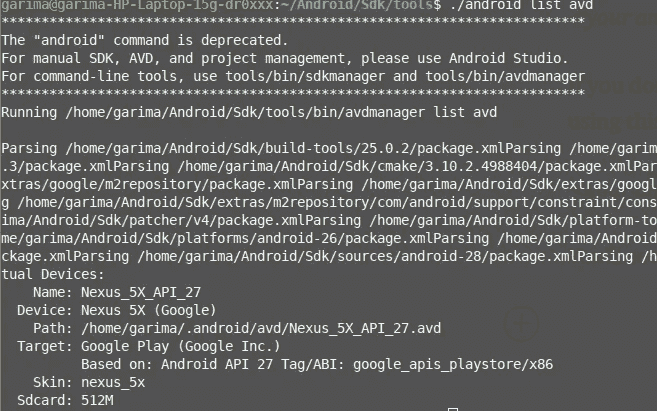 garima@garima-HP-Laptop-15g-dr0xxx:~/Android/Sdk/tools$ ./android list avd
*************************************************************************
The "android" command is deprecated.
For manual SDK, AVD, and project management, please use Android Studio.
For command-line tools, use tools/bin/sdkmanager and tools/bin/avdmanager
*************************************************************************
Running /home/garima/Android/Sdk/tools/bin/avdmanager list avd
Parsing /home/garima/Android/Sdk/build-tools/25.0.2/package.xmlParsing /home/garim
.3/package.xmlParsing /home/garima/Android/Sdk/cmake/3.10.2.4988404/package.xmlPar
xtras/google/m2repository/package.xmlParsing /home/garima/Android/Sdk/extras/googl
g /home/garima/Android/Sdk/extras/m2repository/com/android/support/constraint/cons
ima/Android/Sdk/patcher/v4/package.xmlParsing /home/garima/Android/Sdk/platform-to
me/garima/Android/Sdk/platforms/android-26/package.xmlParsing /home/garima/Android
ckage.xmlParsing /home/garima/Android/Sdk/sources/android-28/package.xmlParsing /h
tual Devices:
Name: Nexus_5X_API_27
Device: Nexus 5X (Google)
Path: /home/garima/.android/avd/Nexus_5X_API_27.avd
Target: Google Play (Google Inc.)
Based on: Android API 27 Tag/ABI: google_apis_playstore/x86
Skin: nexus_5x
Sdcard: 512M